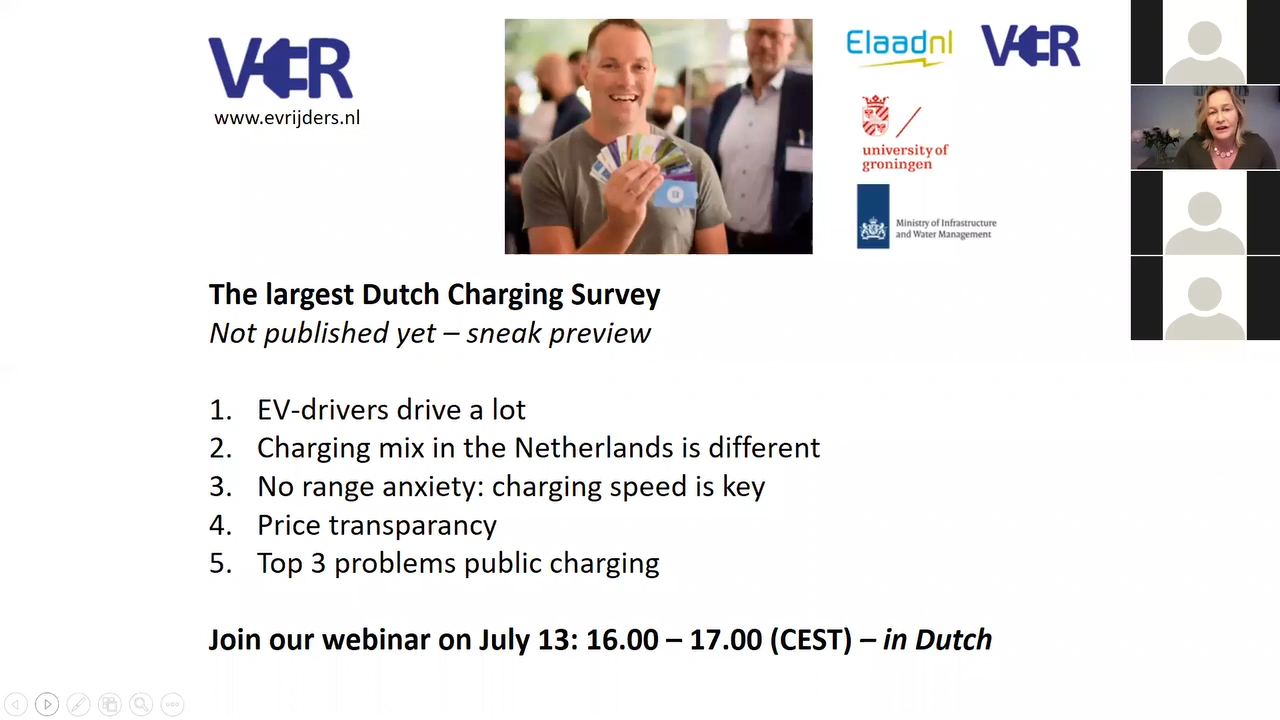 VER
www.evrijders.nl
Elaadnl
VER
university of
groningen
Ministry of Infrastructure
and Water Management
The largest Dutch Charging Survey
Not published yet – sneak preview
1. EV-drivers drive a lot
2. Charging mix in the Netherlands is different
3. No range anxiety: charging speed is key
4. Price transparancy
5. Top 3 problems public charging
Join our webinar on July 13: 16.00 – 17.00 (CEST) – in Dutch